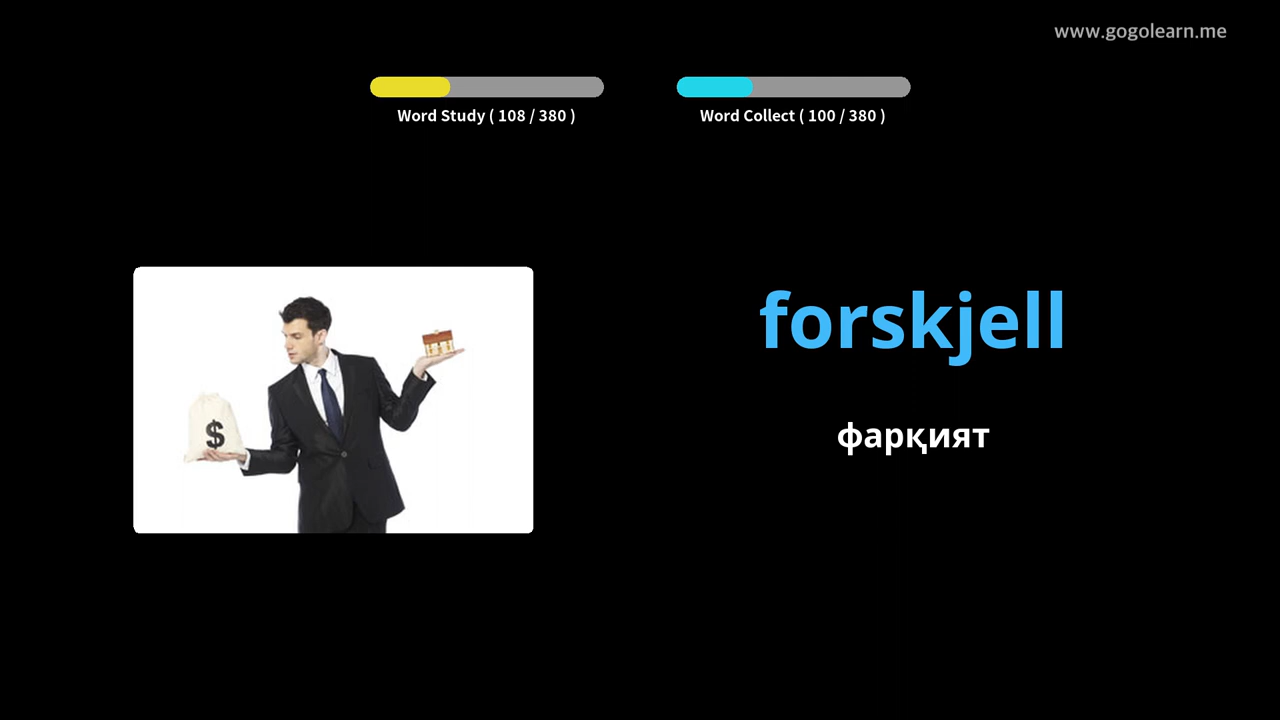 www.gogolearn.me
Word Study ( 108 / 380 )
Word Collect ( 100 / 380 )
forskjell
фарқият
$